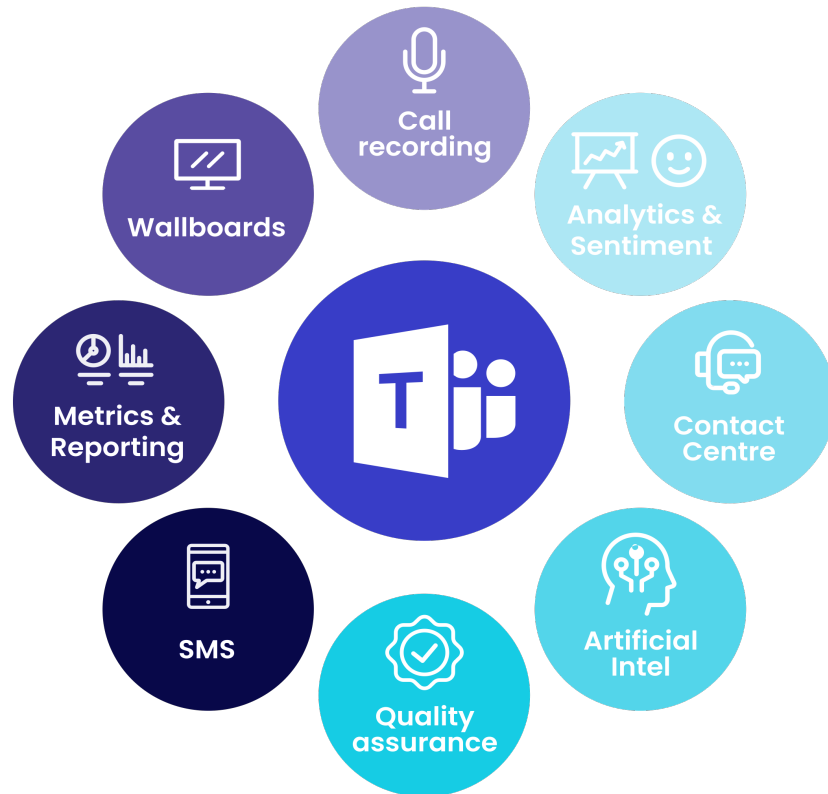 Call
recording
Analytics &
Sentiment
Contact
Centre
Artificial
Intel
Quality
assurance
SMS
Metrics &
Reporting
Wallboards
T